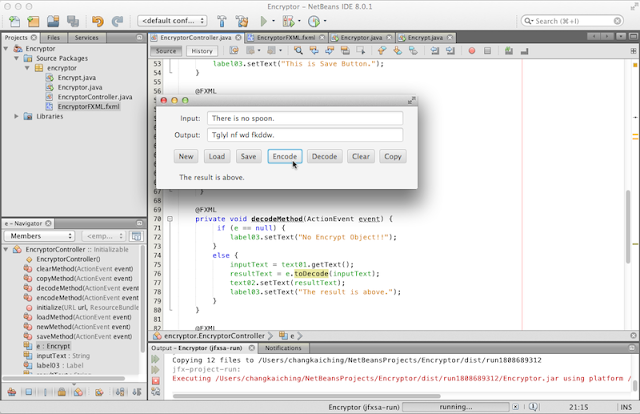 Encryptor – NetBeans IDE 8.0.1
<default conf...
Search (⌘+I)
Projects
Files
Services
Encryptor
Source Packages
encryptor
Encrypt.java
Encryptor.java
EncryptorController.java
EncryptorFXML.fxml
Libraries
e – Navigator
Members
<emp...
EncryptorController :: Initializable
EncryptorController()
clearMethod(ActionEvent event)
copyMethod(ActionEvent event)
decodeMethod(ActionEvent event)
encodeMethod(ActionEvent event)
initialize(URL url, ResourceBundle
loadMethod(ActionEvent event)
newMethod(ActionEvent event)
saveMethod(ActionEvent event)
e : Encrypt
inputText : String
label03 : Label
EncryptorController.java
EncryptorFXML.fxml
Encryptor.java
Encrypt.java
Source
History
53 label03.setText("This is Save Button.");
54 }
55
56 @FXML
Input: There is no spoon.
Output: Tglyl nf wd fkddw.
New Load Save Encode Decode Clear Copy
The result is above.
68 }
69 @FXML
70 private void decodeMethod(ActionEvent event) {
71 if (e == null) {
72 label03.setText("No Encrypt Object!!");
73 }
74 else {
75 inputText = text01.getText();
76 resultText = e.toDecode(inputText);
77 text02.setText(resultText);
78 label03.setText("The result is above.");
79 }
80 }
81
82 @FXML
encryptor.EncryptorController
e
Output – Encryptor (jfxsa-run)
Notifications
Copying 12 files to /Users/changkaiching/NetBeansProjects/Encryptor/dist/run1808689312
jfx-project-run:
Executing /Users/changkaiching/NetBeansProjects/Encryptor/dist/run1808689312/Encryptor.jar using platform /
Encryptor (jfxsa-run)
running...
21:15
INS